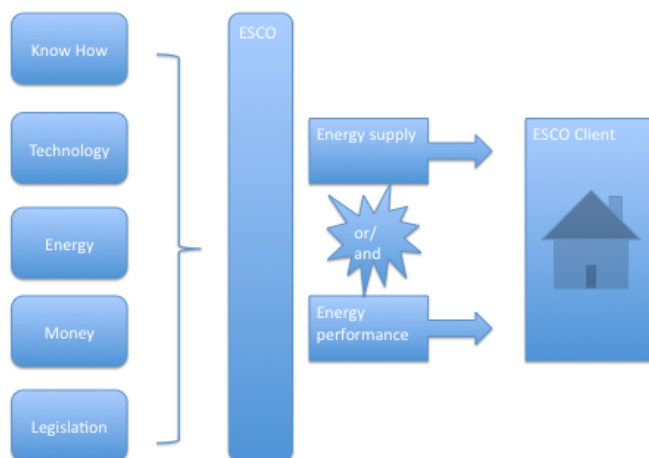 Know How
Technology
Energy
Money
Legislation
ESCO
Energy supply
or/
and
Energy
performance
ESCO Client